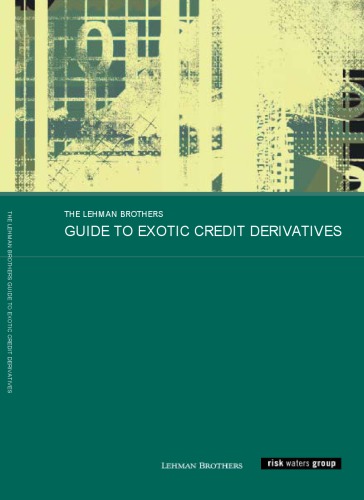 THE LEHMAN BROTHERS
GUIDE TO EXOTIC CREDIT DERIVATIVES
THE LEHMAN BROTHERS GUIDE TO EXOTIC CREDIT DERIVATIVES
LEHMAN BROTHERS
risk waters group